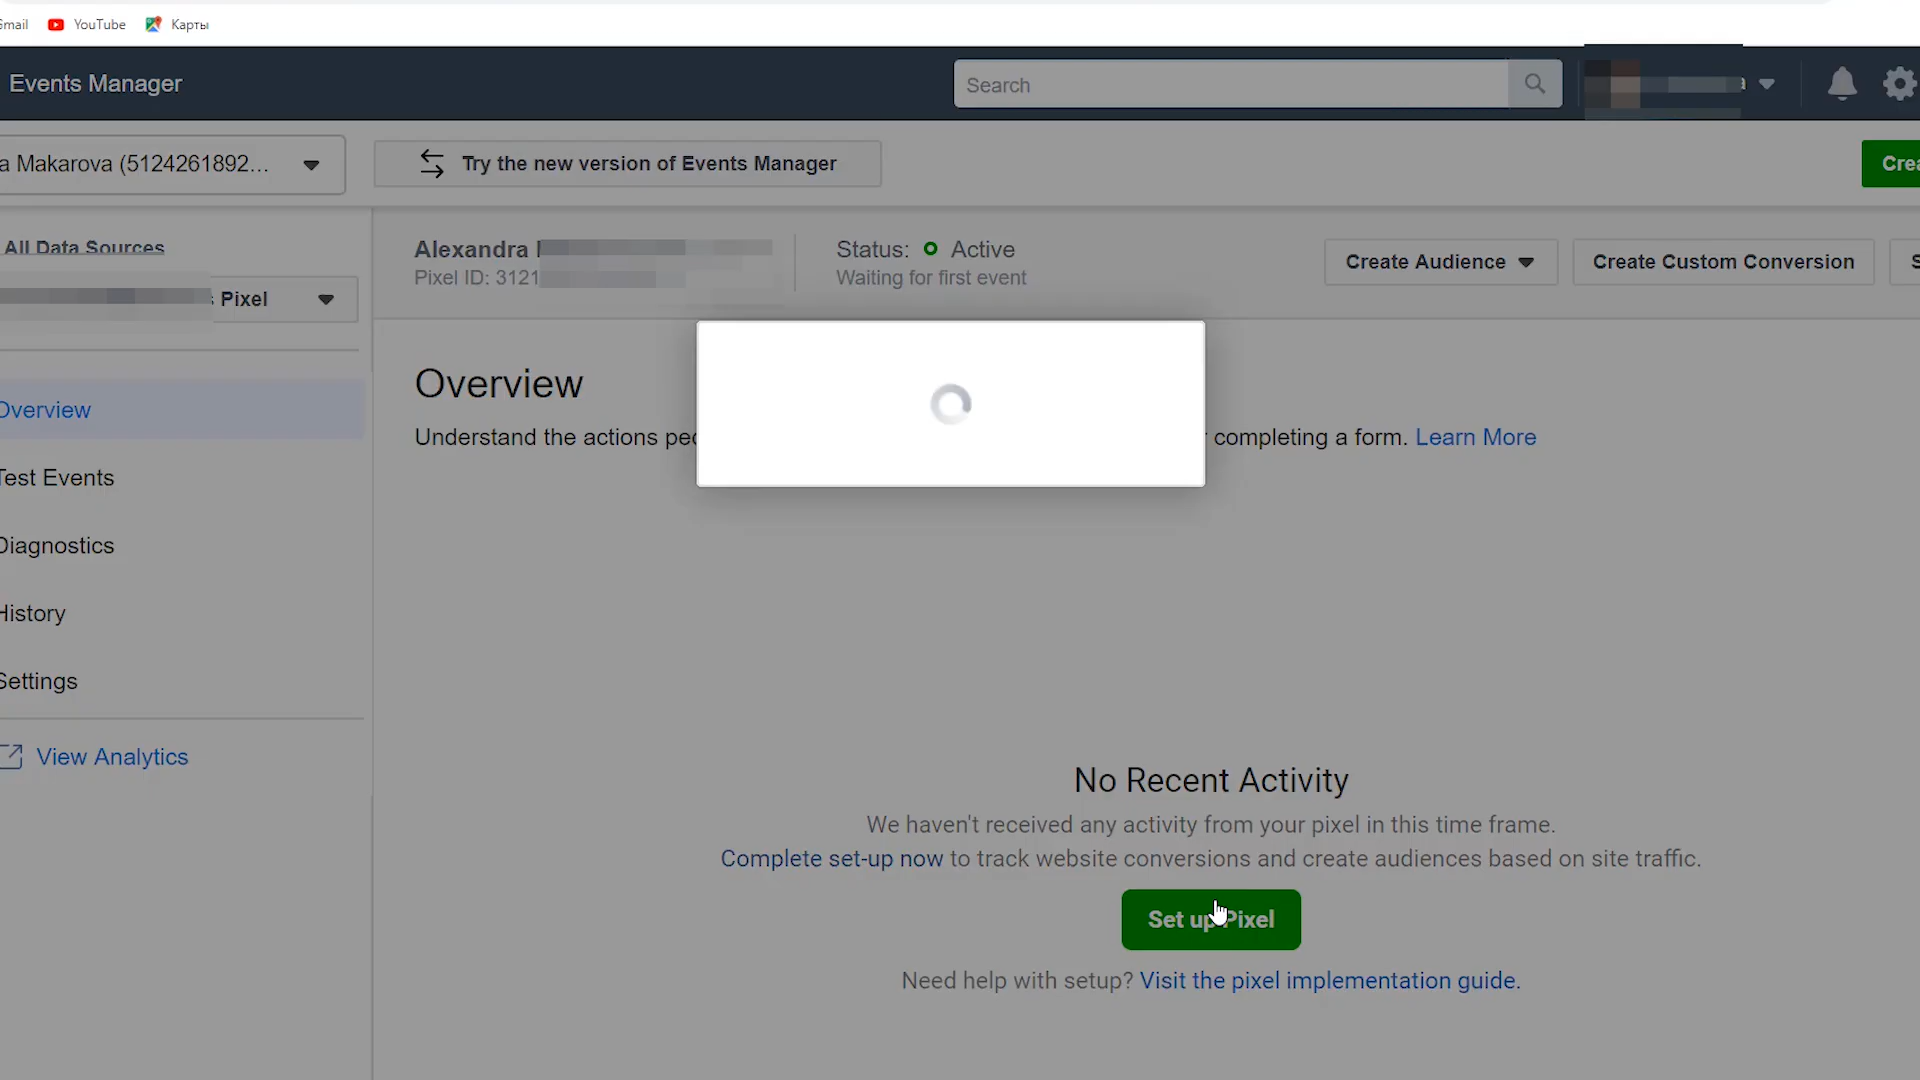 YouTube
Карты
Events Manager
Search
a Makarova (5124261892...
Try the new version of Events Manager
All Data Sources
Alexandra
Status: Active
Create Audience
Create Custom Conversion
Pixel ID: 3121
Waiting for first event
Pixel
Overview
Understand the actions
completing a form. Learn More
Overview
Test Events
Diagnostics
History
Settings
View Analytics
No Recent Activity
We haven't received any activity from your pixel in this time frame.
Complete set-up now to track website conversions and create audiences based on site traffic.
Set up Pixel
Need help with setup? Visit the pixel implementation guide.